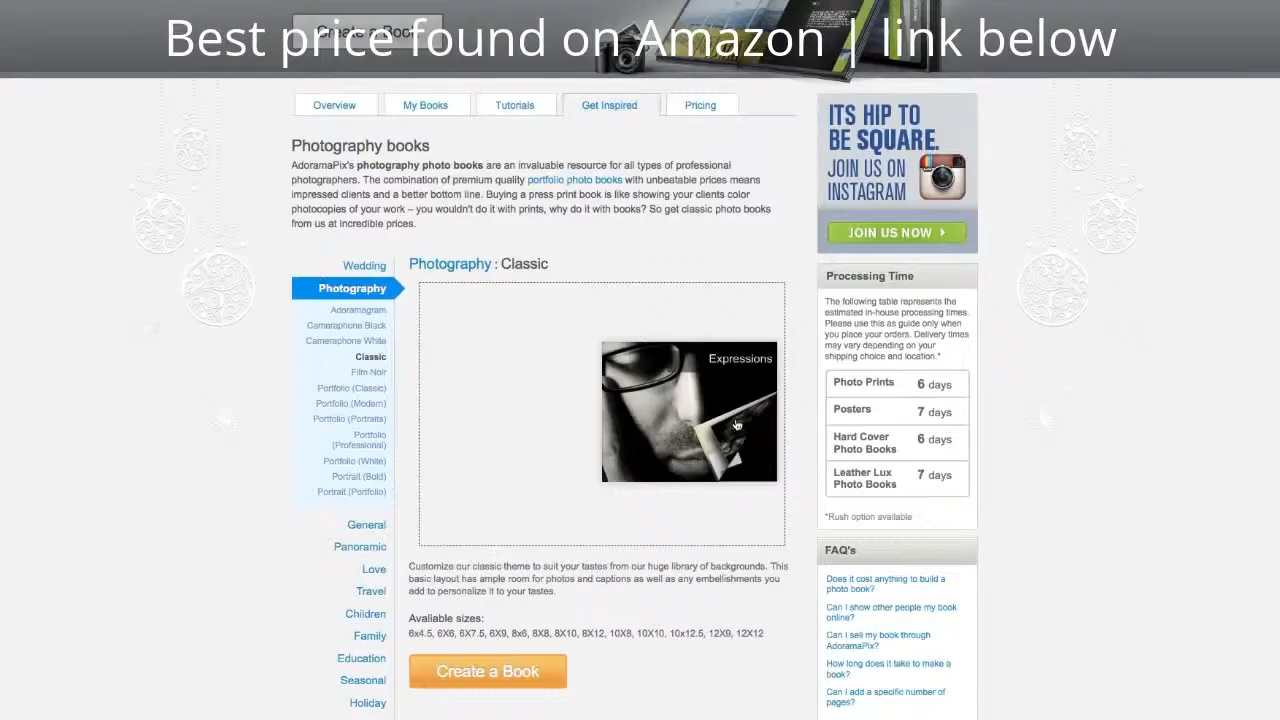 Best price found on Amazon | link below
Create a Book
Overview
My Books
Tutorials
Get Inspired
Pricing
Photography books
AdoramaPix's photography photo books are an invaluable resource for all types of professional
photographers. The combination of premium quality portfolio photo books with unbeatable prices means
impressed clients and a better bottom line. Buying a press print book is like showing your clients color
photocopies of your work – you wouldn't do it with prints, why do it with books? So get classic photo books
from us at incredible prices.
Wedding
Photography
Adoramagram
Cameraphone Black
Cameraphone White
Classic
Film Noir
Portfolio (Classic)
Portfolio (Modern)
Portfolio (Portraits)
Portfolio
(Professional)
Portfolio (White)
Portrait (Bold)
Portrait (Portfolio)
General
Panoramic
Love
Travel
Children
Family
Education
Seasonal
Holiday
Photography : Classic
Expressions
Customize our classic theme to suit your tastes from our huge library of backgrounds. This
basic layout has ample room for photos and captions as well as any embellishments you
add to personalize it to your tastes.
Available sizes:
6x4.5, 6X6, 6X7.5, 6X9, 8x6, 8X8, 8X10, 8X12, 10X8, 10X10, 10x12.5, 12X9, 12X12
Create a Book
ITS HIP TO
BE SQUARE.
JOIN US ON
INSTAGRAM
JOIN US NOW
Processing Time
The following table represents the
estimated in-house processing times.
Please use this as guide only when
you place your orders. Delivery times
may vary depending on your
shipping choice and location.*
Photo Prints 6 days
Posters 7 days
Hard Cover
Photo Books 6 days
Leather Lux
Photo Books 7 days
*Rush option available
FAQ's
Does it cost anything to build a
photo book?
Can I show other people my book
online?
Can I sell my book through
AdoramaPix?
How long does it take to make a
book?
Can I add a specific number of
pages?